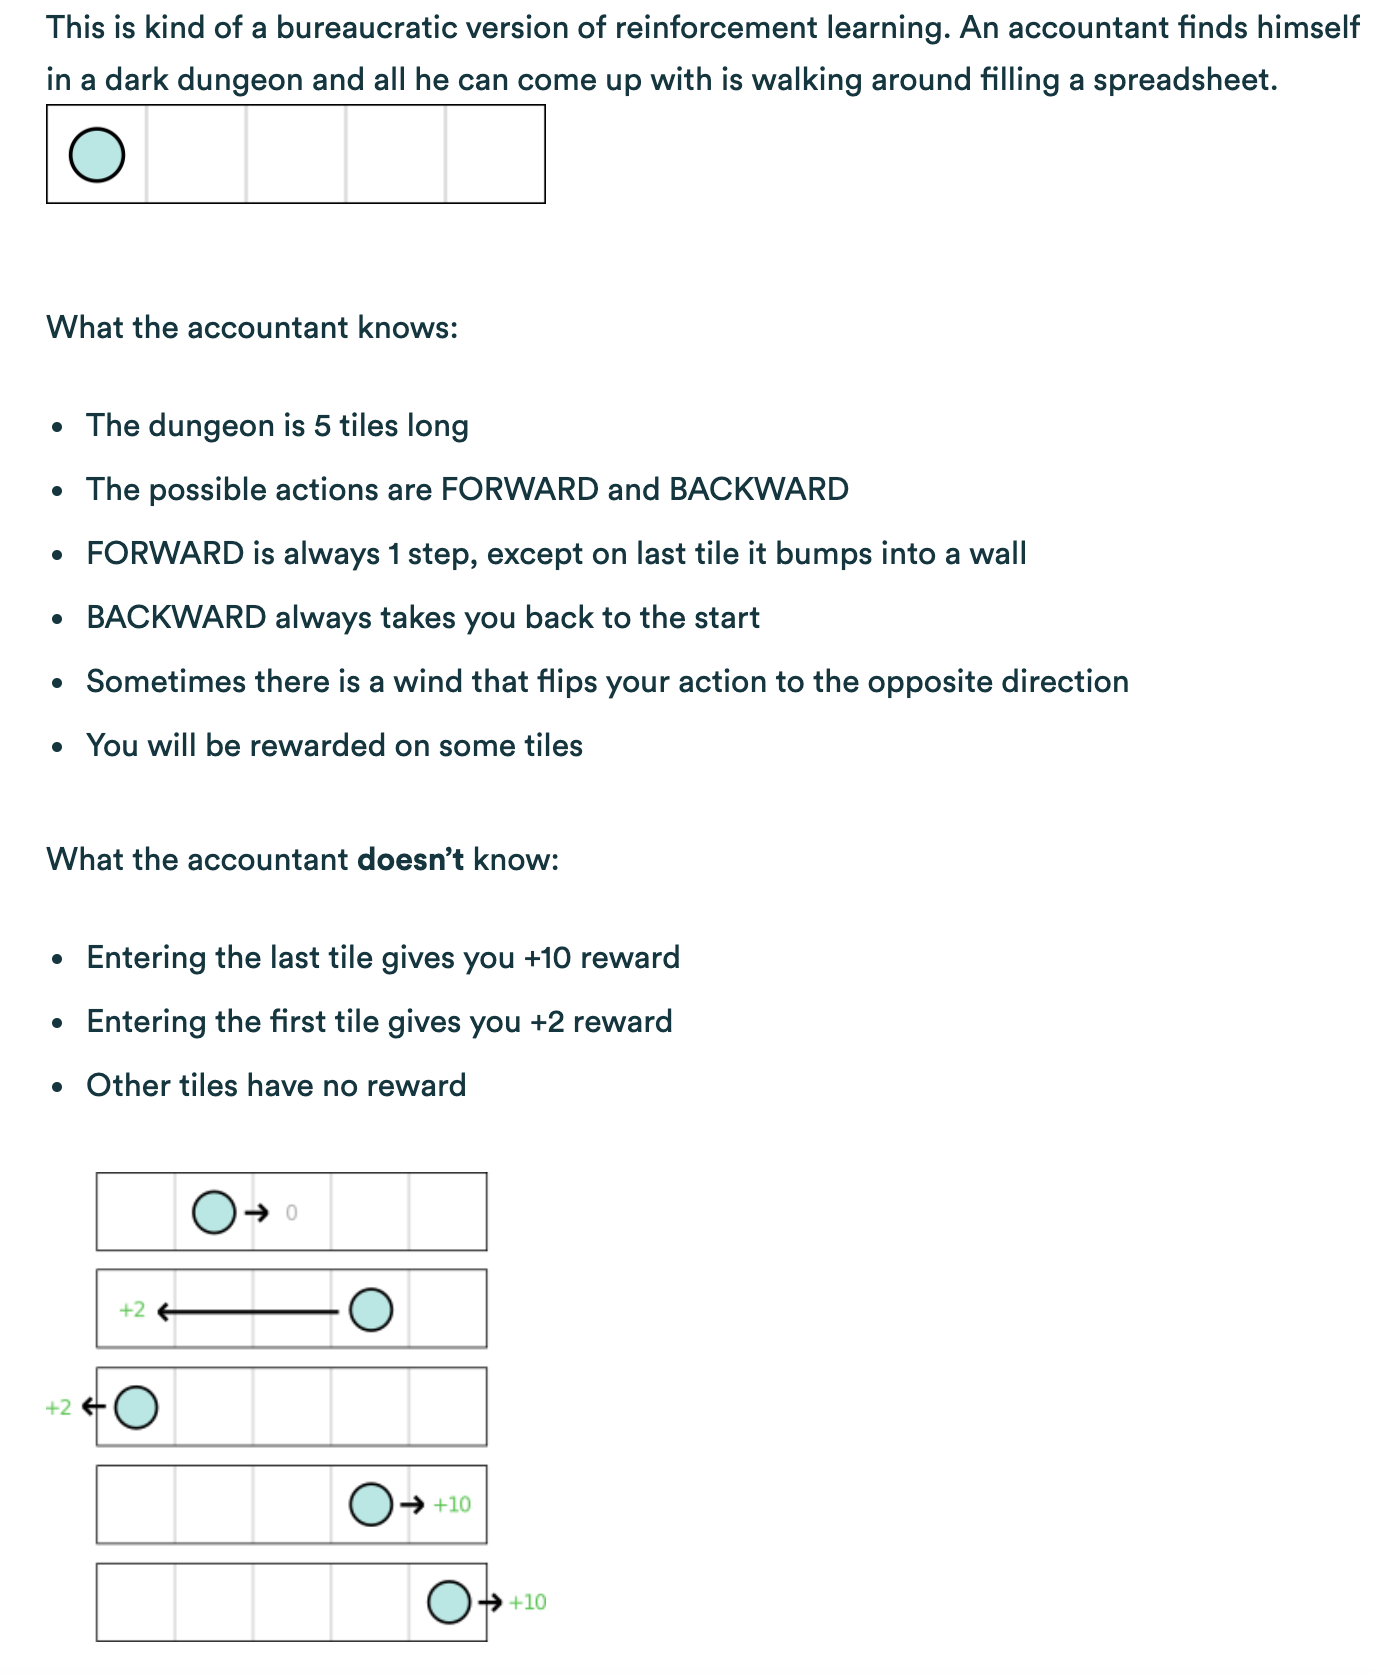 This is kind of a bureaucratic version of reinforcement learning. An accountant finds himself
in a dark dungeon and all he can come up with is walking around filling a spreadsheet.
What the accountant knows:
• The dungeon is 5 tiles long
• The possible actions are FORWARD and BACKWARD
• FORWARD is always 1 step, except on last tile it bumps into a wall
• BACKWARD always takes you back to the start
• Sometimes there is a wind that flips your action to the opposite direction
• You will be rewarded on some tiles
What the accountant doesn’t know:
• Entering the last tile gives you +10 reward
• Entering the first tile gives you +2 reward
• Other tiles have no reward
0
+2
+2
+10
+10